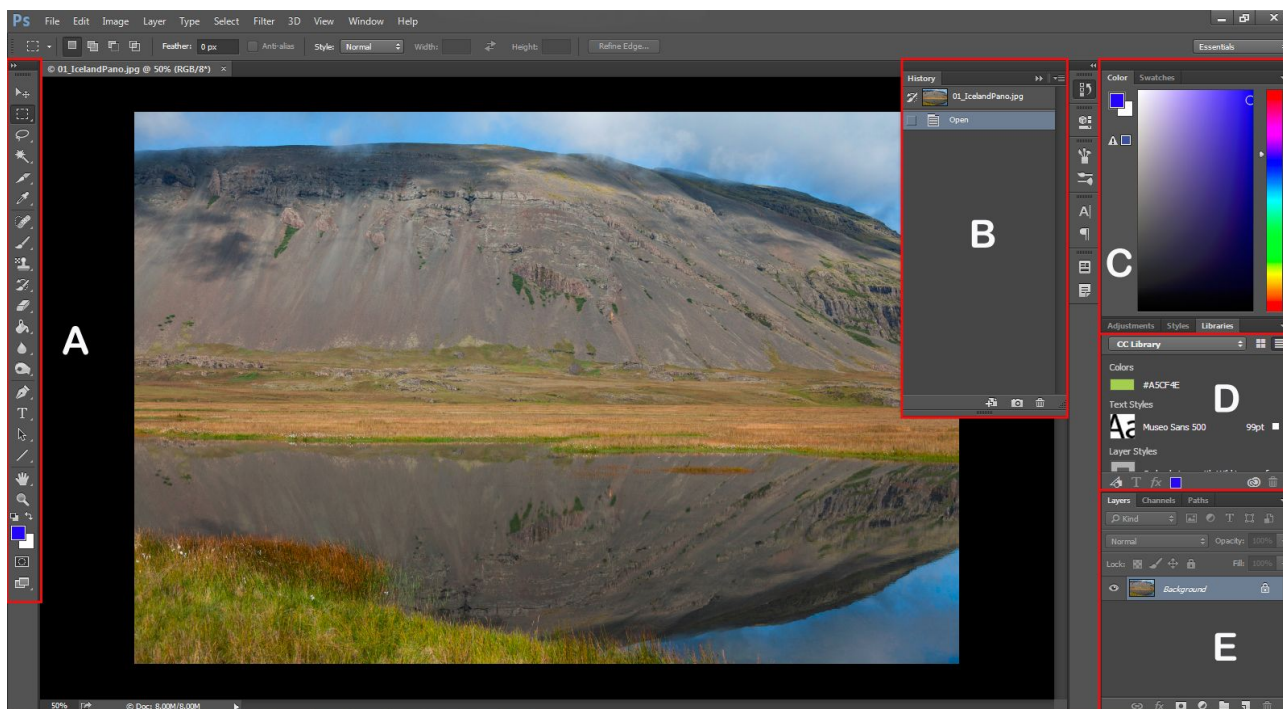 Ps File Edit Image Layer Type Select Filter 3D View Window Help
Feather: 0 px Anti-alias Style: Normal Width: Height: Refine Edge... Essentials
© 01_IcelandPano.jpg @ 50% (RGB/8*) ×
History
01_IcelandPano.jpg
Open
Color Swatches
A
B
C
Adjustments Styles Libraries
CC Library
Colors
#A5CF4E
Text Styles
Aa Museo Sans 500 99pt
Layer Styles
D
T fx
Layers Channels Paths
Kind T
Normal Opacity: 100%
Lock: Fill: 100%
Background
E
fx
50% © Doc: 8.00M/8.00M